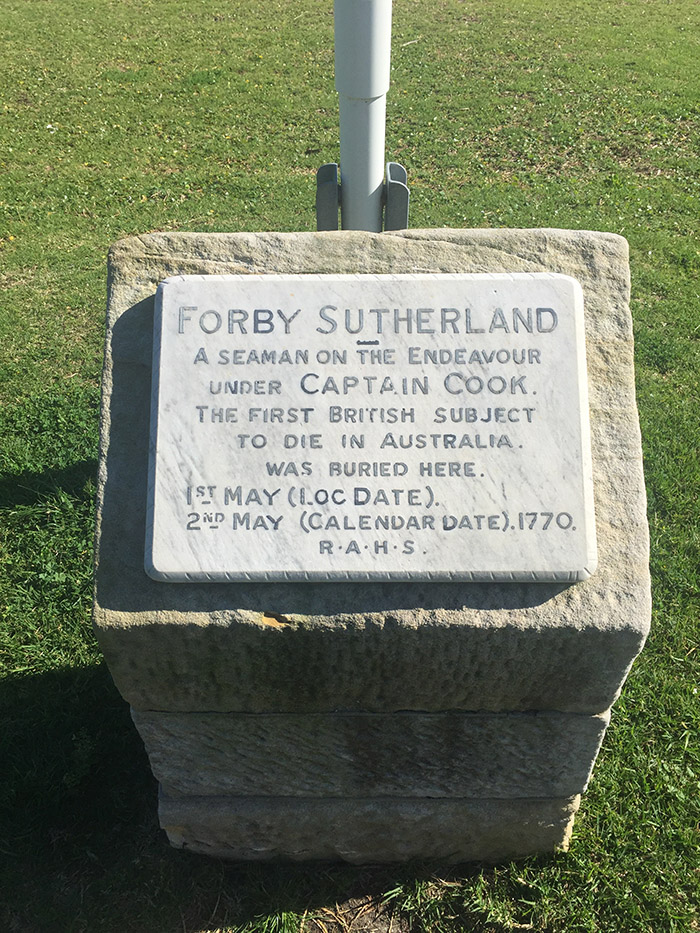 FORBY SUTHERLAND
A SEAMAN ON THE ENDEAVOUR
UNDER CAPTAIN COOK.
THE FIRST BRITISH SUBJECT
TO DIE IN AUSTRALIA.
WAS BURIED HERE.
1ST MAY (LOG DATE).
2ND MAY (CALENDAR DATE). 1770.
R·A·H·S.